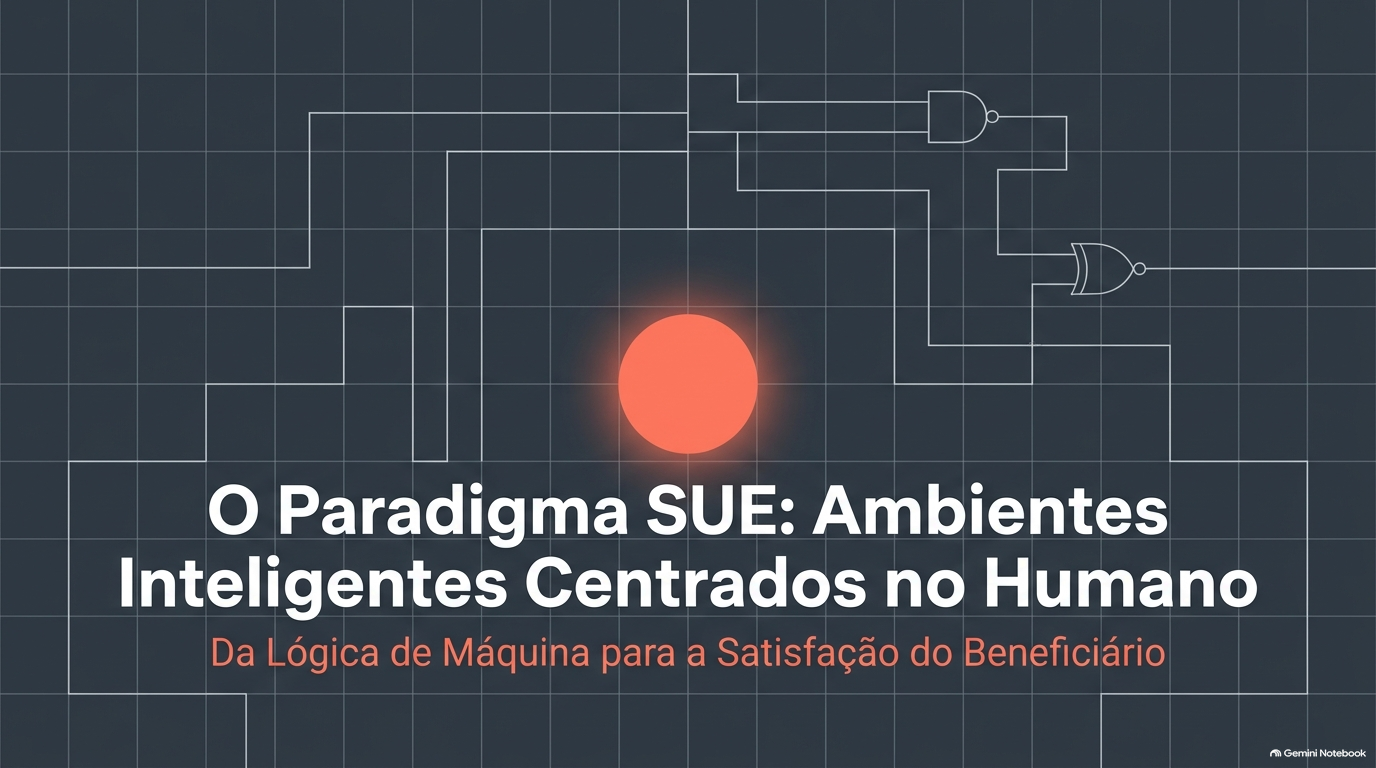 O Paradigma SUE: Ambientes
Inteligentes Centrados no Humano
Da Lógica de Máquina para a Satisfação do Beneficiário
Gemini Notebook